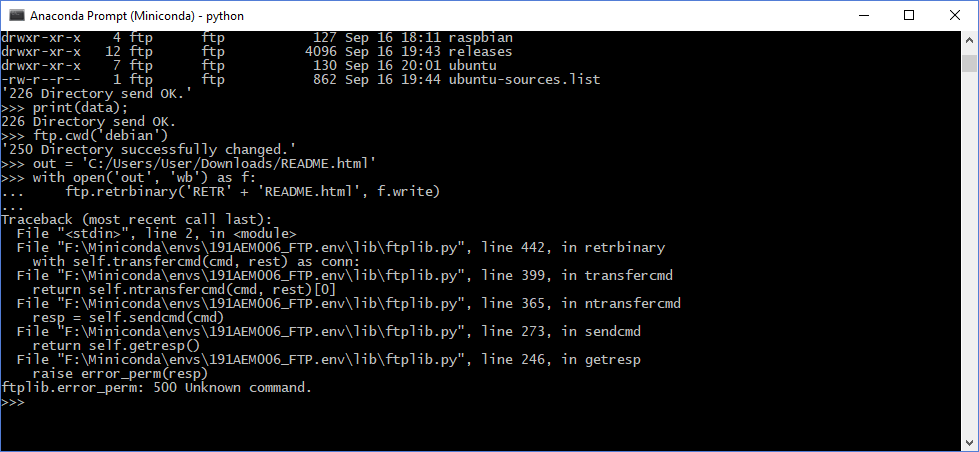 Anaconda Prompt (Miniconda) - python
drwxr-xr-x    4 ftp      ftp           127 Sep 16 18:11 raspbian
drwxr-xr-x   12 ftp      ftp          4096 Sep 16 19:43 releases
drwxr-xr-x    7 ftp      ftp           130 Sep 16 20:01 ubuntu
-rw-r--r--    1 ftp      ftp           862 Sep 16 19:44 ubuntu-sources.list
'226 Directory send OK.'
>>> print(data);
226 Directory send OK.
>>> ftp.cwd('debian')
'250 Directory successfully changed.'
>>> out = 'C:/Users/User/Downloads/README.html'
>>> with open('out', 'wb') as f:
...     ftp.retrbinary('RETR' + 'README.html', f.write)
...
Traceback (most recent call last):
  File "<stdin>", line 2, in <module>
  File "F:\Miniconda\envs\191AEM006_FTP.env\lib\ftplib.py", line 442, in retrbinary
    with self.transfercmd(cmd, rest) as conn:
  File "F:\Miniconda\envs\191AEM006_FTP.env\lib\ftplib.py", line 399, in transfercmd
    return self.ntransfercmd(cmd, rest)[0]
  File "F:\Miniconda\envs\191AEM006_FTP.env\lib\ftplib.py", line 365, in ntransfercmd
    resp = self.sendcmd(cmd)
  File "F:\Miniconda\envs\191AEM006_FTP.env\lib\ftplib.py", line 273, in sendcmd
    return self.getresp()
  File "F:\Miniconda\envs\191AEM006_FTP.env\lib\ftplib.py", line 246, in getresp
    raise error_perm(resp)
ftplib.error_perm: 500 Unknown command.
>>>